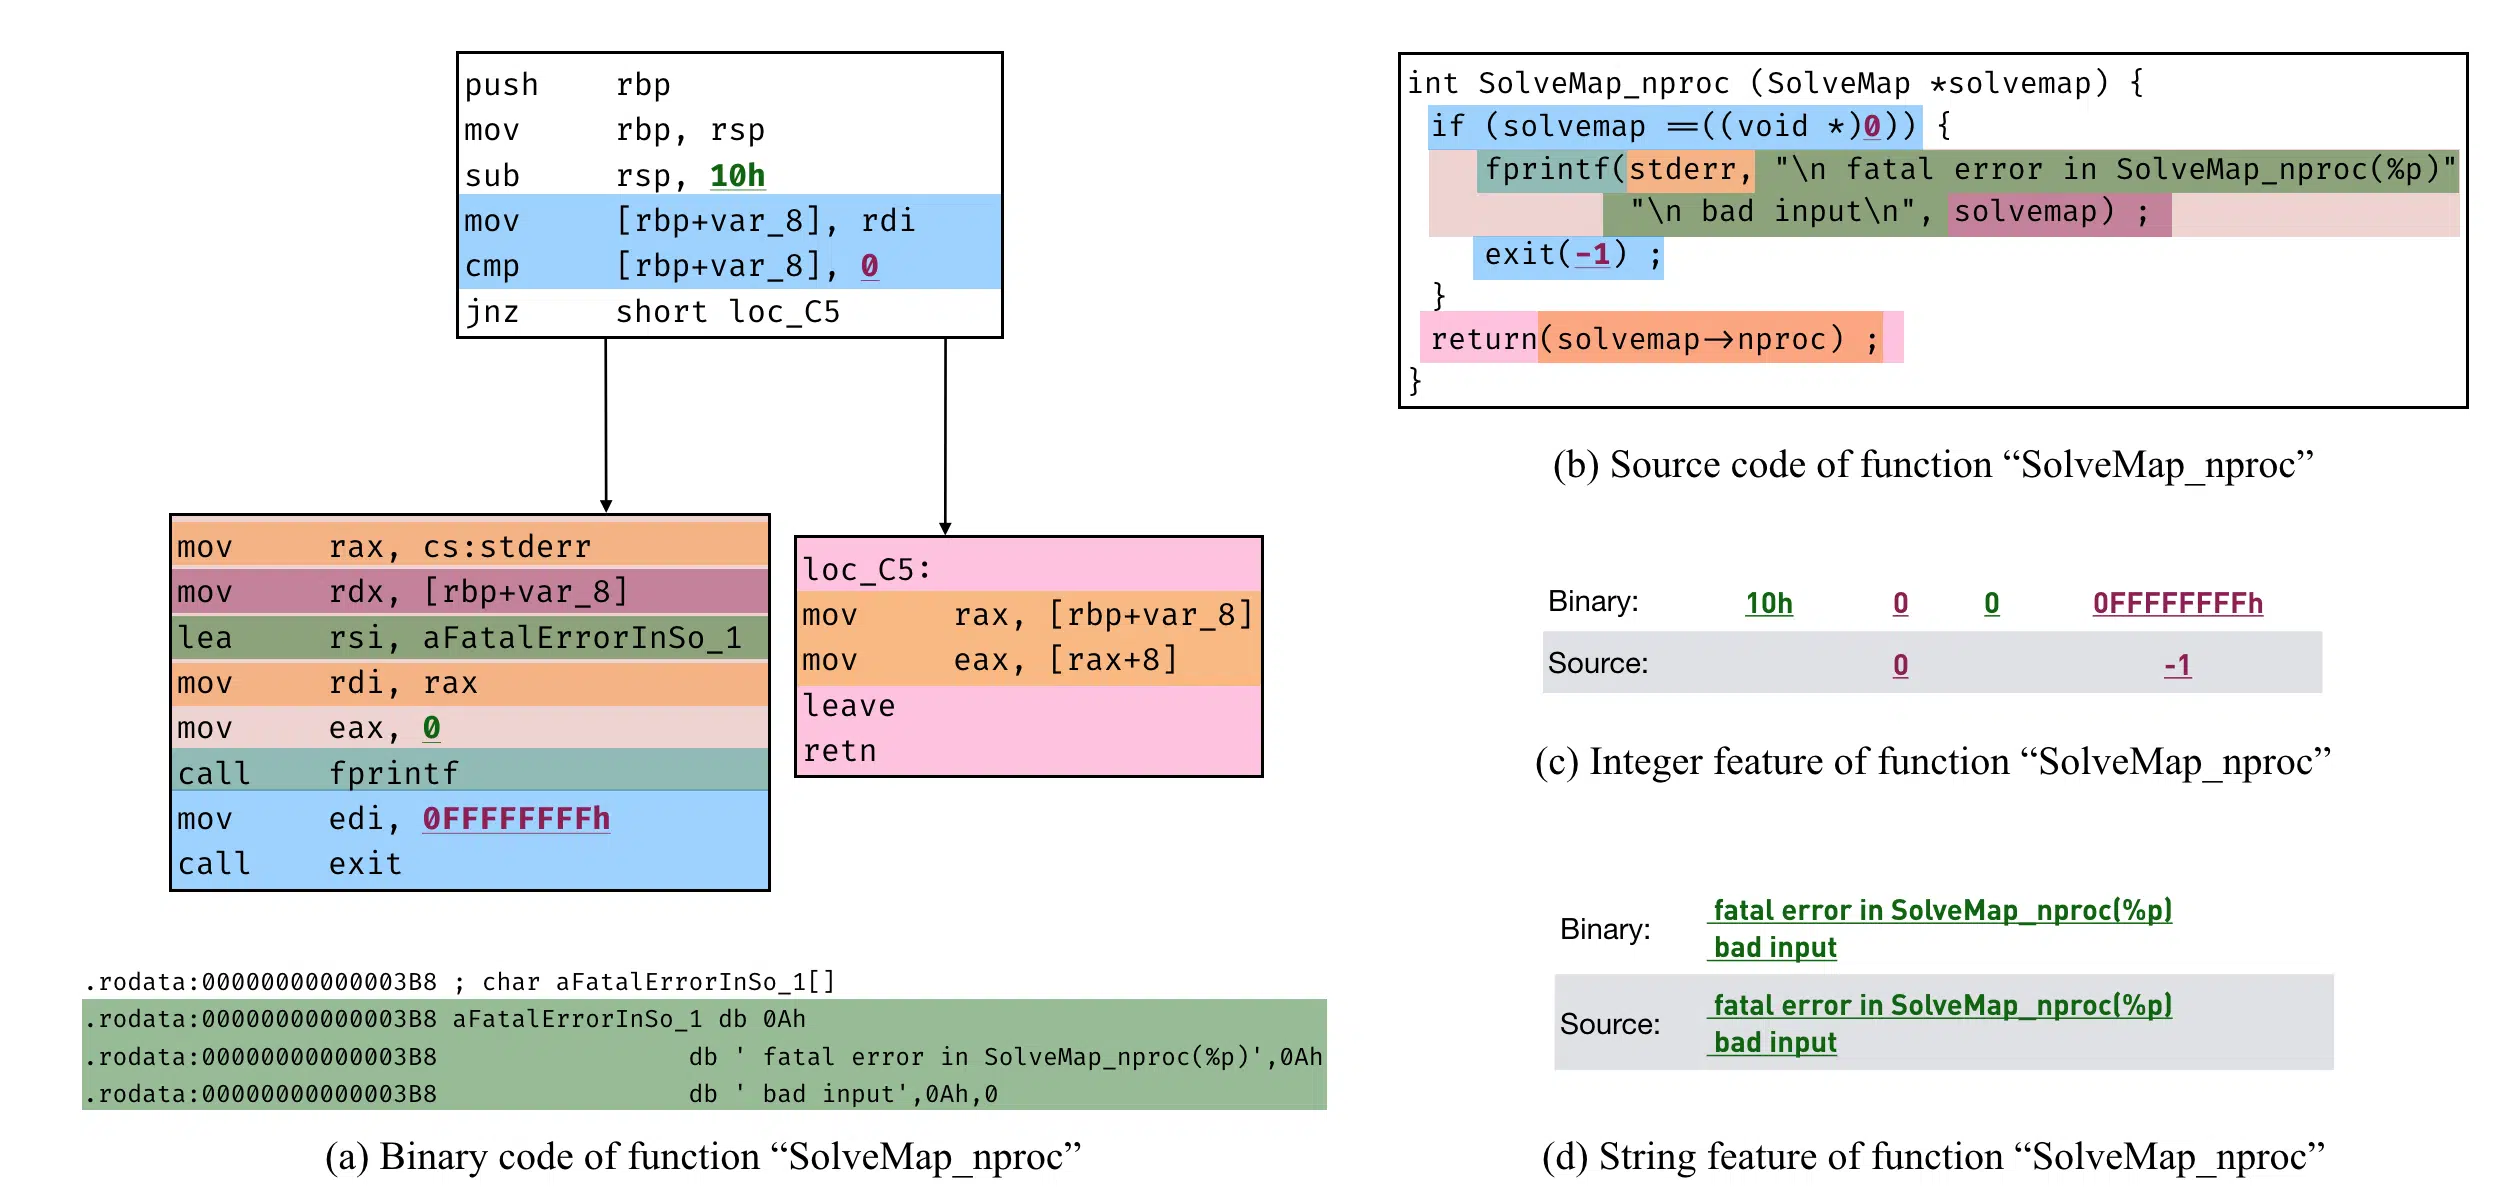 push rbp
mov rbp, rsp
sub rsp, 10h
mov [rbp+var_8], rdi
cmp [rbp+var_8], 0
jnz short loc_C5
mov rax, cs:stderr
mov rdx, [rbp+var_8]
lea rsi, aFatalErrorInSo_1
mov rdi, rax
mov eax, 0
call fprintf
mov edi, 0FFFFFFFFh
call exit
loc_C5:
mov rax, [rbp+var_8]
mov eax, [rax+8]
leave
retn
.rodata:00000000000003B8 ; char aFatalErrorInSo_1[]
.rodata:00000000000003B8 aFatalErrorInSo_1 db 0Ah
.rodata:00000000000003B8 db ' fatal error in SolveMap_nproc(%p)',0Ah
.rodata:00000000000003B8 db ' bad input',0Ah,0
(a) Binary code of function “SolveMap_nproc”
int SolveMap_nproc (SolveMap *solvemap) {
if (solvemap ==((void *)0)) {
fprintf(stderr, "\n fatal error in SolveMap_nproc(%p)"
"\n bad input\n", solvemap) ;
exit(-1) ;
}
return(solvemap->nproc) ;
}
(b) Source code of function “SolveMap_nproc”
Binary: 10h 0 0 0FFFFFFFFh
Source: 0 -1
(c) Integer feature of function “SolveMap_nproc”
Binary: fatal error in SolveMap_nproc(%p)
bad input
Source: fatal error in SolveMap_nproc(%p)
bad input
(d) String feature of function “SolveMap_nproc”